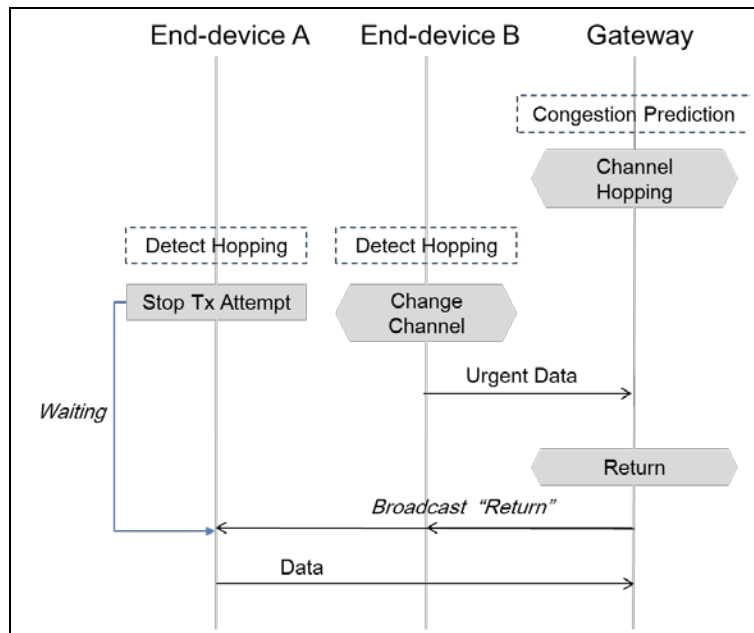 End-device A
End-device B
Gateway
Congestion Prediction
Channel
Hopping
Detect Hopping
Detect Hopping
Stop Tx Attempt
Change
Channel
Urgent Data
Waiting
Return
Broadcast “Return”
Data